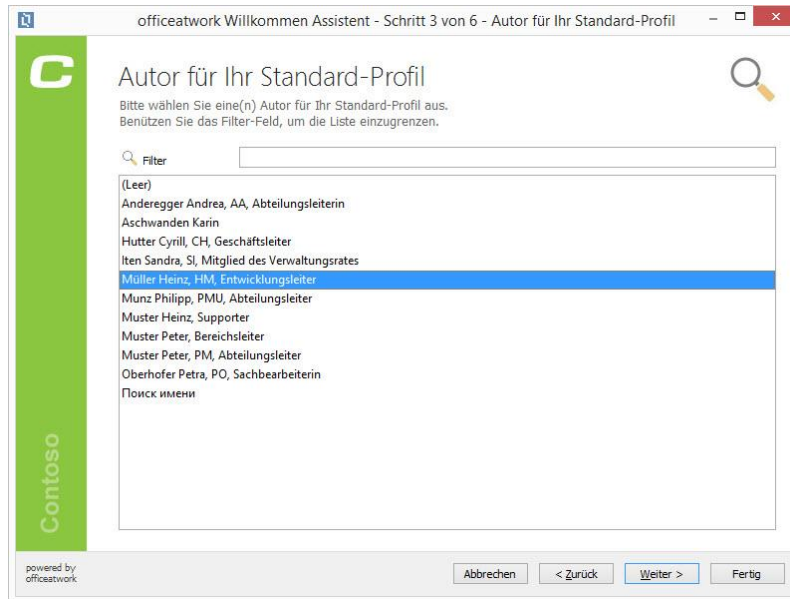 officeatwork Willkommen Assistent - Schritt 3 von 6 - Autor für Ihr Standard-Profil
C
Autor für Ihr Standard-Profil
Bitte wählen Sie eine(n) Autor für Ihr Standard-Profil aus.
Benützen Sie das Filter-Feld, um die Liste einzugrenzen.
Filter
(Leer)
Anderegger Andrea, AA, Abteilungsleiterin
Aschwanden Karin
Hutter Cyrill, CH, Geschäftsleiter
Iten Sandra, SI, Mitglied des Verwaltungsrates
Müller Heinz, HM, Entwicklungsleiter
Munz Philipp, PMU, Abteilungsleiter
Muster Heinz, Supporter
Muster Peter, Bereichsleiter
Muster Peter, PM, Abteilungsleiter
Oberhofer Petra, PO, Sachbearbeiterin
Поиск имени
Contoso
powered by
officeatwork
Abbrechen < Zurück Weiter > Fertig